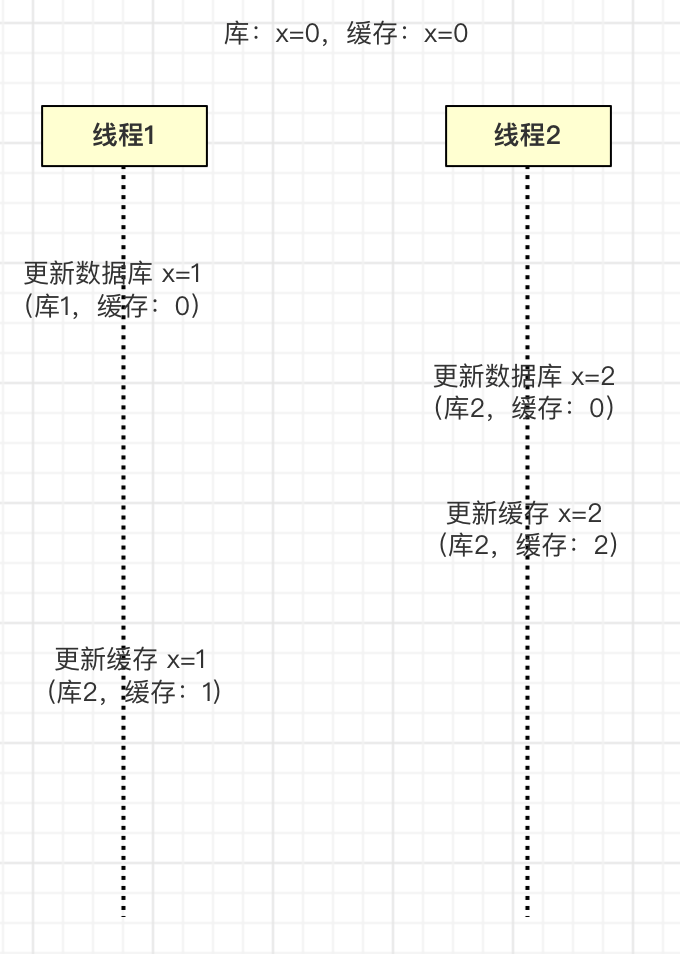 库：x=0，缓存：x=0
线程1
线程2
更新数据库 x=1
（库1，缓存：0）
更新数据库 x=2
（库2，缓存：0）
更新缓存 x=2
（库2，缓存：2）
更新缓存 x=1
（库2，缓存：1）